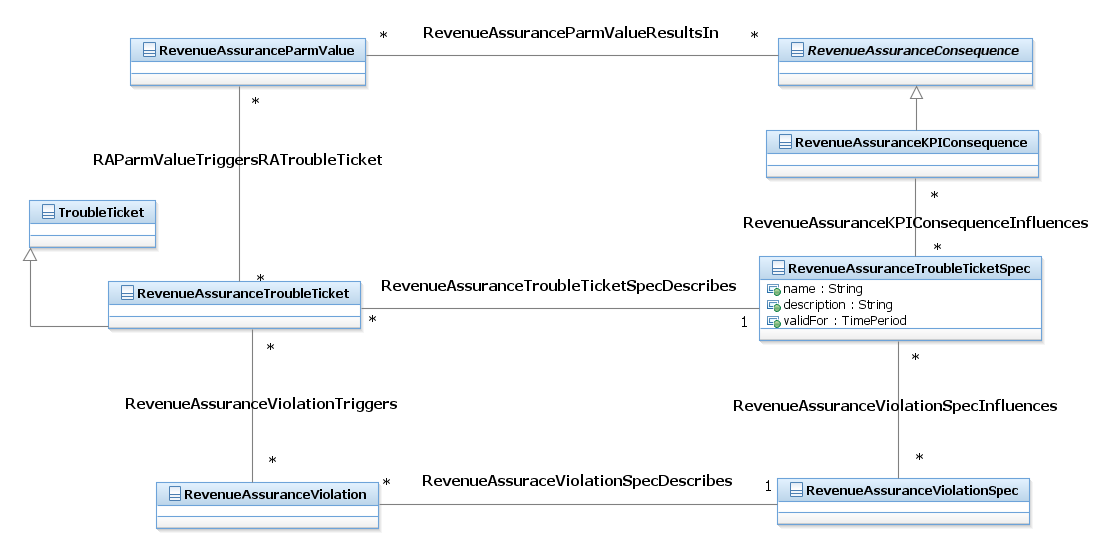 RevenueAssuranceParmValueResultsIn
* *
RevenueAssuranceParmValue
RevenueAssuranceConsequence
*
RevenueAssuranceKPIConsequence
RAParmValueTriggersRATroubleTicket
*
TroubleTicket
RevenueAssuranceKPIConsequenceInfluences
*
RevenueAssuranceTroubleTicketSpec
*
RevenueAssuranceTroubleTicketSpecDescribes
name : String
RevenueAssuranceTroubleTicket
description : String
* 1
validFor : TimePeriod
* *
RevenueAssuranceViolationTriggers
RevenueAssuranceViolationSpecInfluences
* *
RevenueAssuraceViolationSpecDescribes
* 1
RevenueAssuranceViolation
RevenueAssuranceViolationSpec